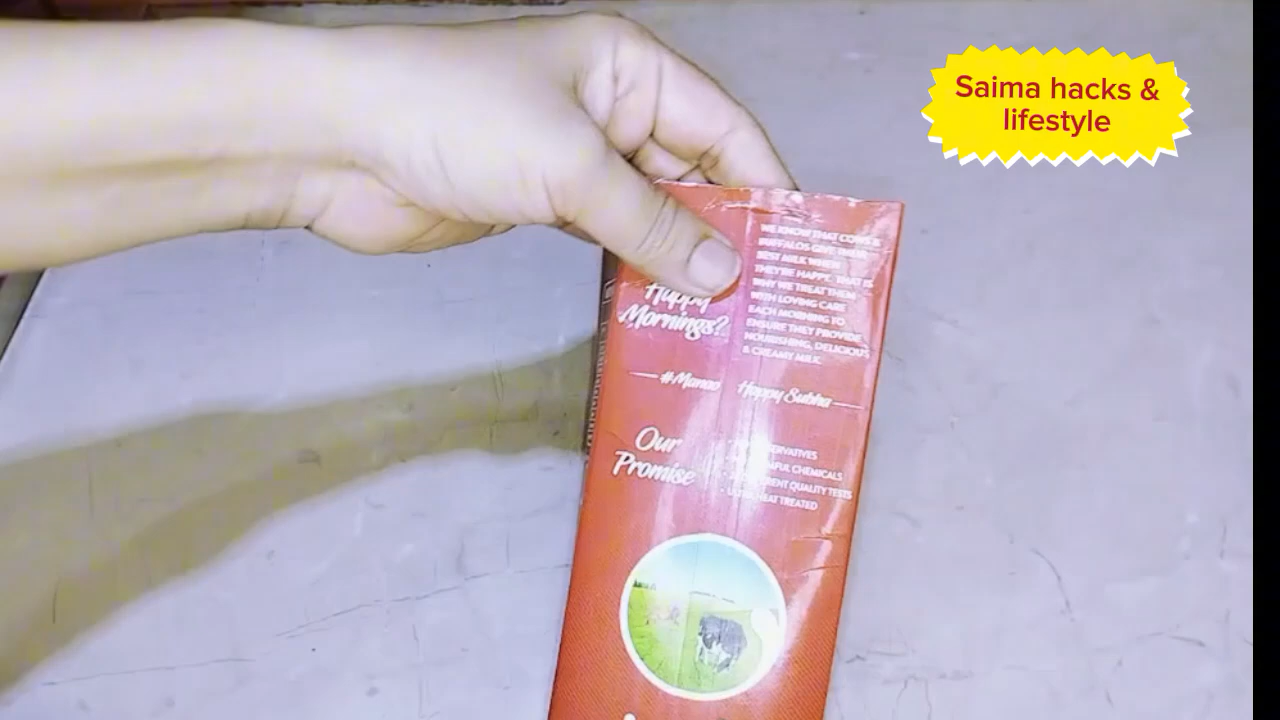 Saima hacks &
lifestyle
WE KNOW THAT COWS &
BUFFALOS GIVE THEIR
BEST MILK WHEN
THEY'RE HAPPY. THAT IS
WHY WE TREAT THEM
WITH LOVING CARE
EACH MORNING TO
ENSURE THEY PROVIDE
NOURISHING, DELICIOUS
& CREAMY MILK.
Happy
Mornings?
#Manao Happy Subha
Our
Promise
QUALITY TESTS
HEAT TREATED
CHEMICALS